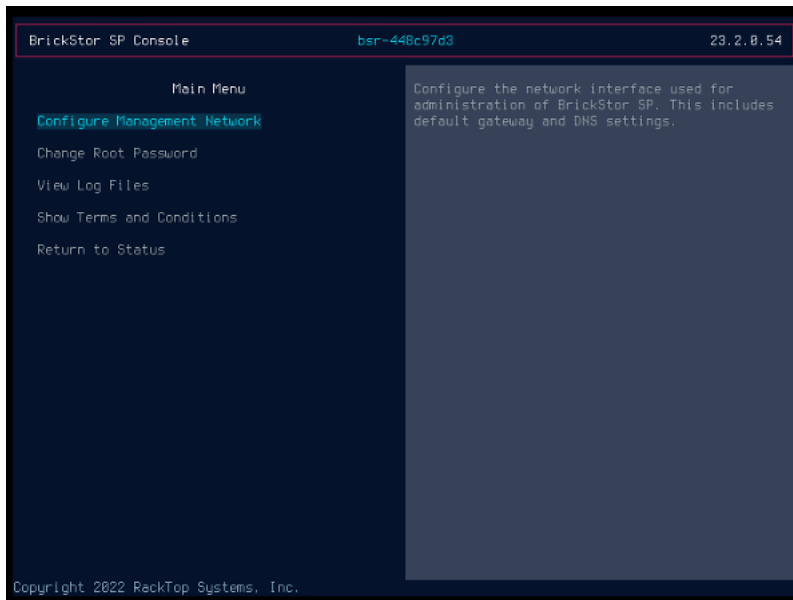 BrickStor SP Console bsr-448c97d3 23.2.0.54
Main Menu
Configure Management Network
Change Root Password
View Log Files
Show Terms and Conditions
Return to Status
Configure the network interface used for
administration of BrickStor SP. This includes
default gateway and DNS settings.
Copyright 2022 RackTop Systems, Inc.